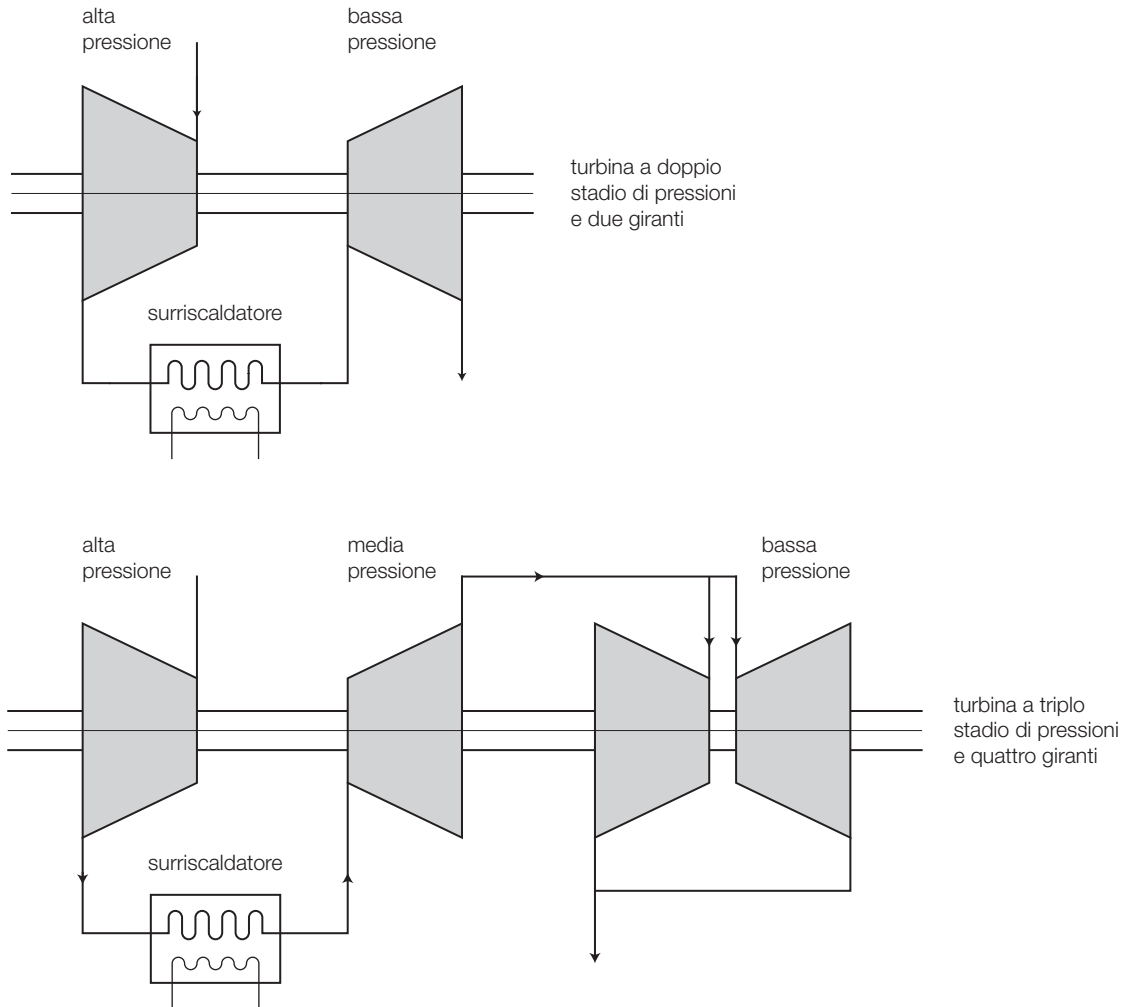 alta
pressione
bassa
pressione
turbina a doppio
stadio di pressioni
e due giranti
surriscaldatore
alta
pressione
media
pressione
bassa
pressione
turbina a triplo
stadio di pressioni
e quattro giranti
surriscaldatore